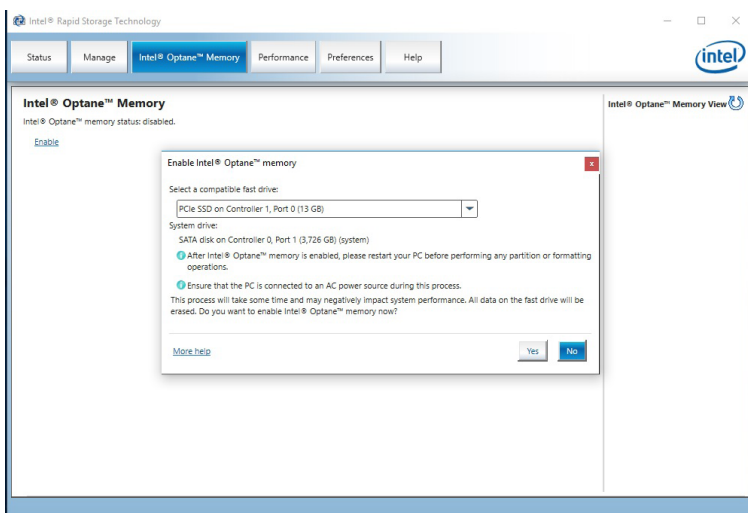 Intel® Rapid Storage Technology
Status
Manage
Intel® Optane™ Memory
Performance
Preferences
Help
intel
Intel® Optane™ Memory
Intel® Optane™ memory status: disabled.
Enable
Intel® Optane™ Memory View
Enable Intel® Optane™ memory
x
Select a compatible fast drive:
PCIe SSD on Controller 1, Port 0 (13 GB)
System drive:
SATA disk on Controller 0, Port 1 (3,726 GB) (system)
After Intel® Optane™ memory is enabled, please restart your PC before performing any partition or formatting
operations.
Ensure that the PC is connected to an AC power source during this process.
This process will take some time and may negatively impact system performance. All data on the fast drive will be
erased. Do you want to enable Intel® Optane™ memory now?
More help
Yes
No